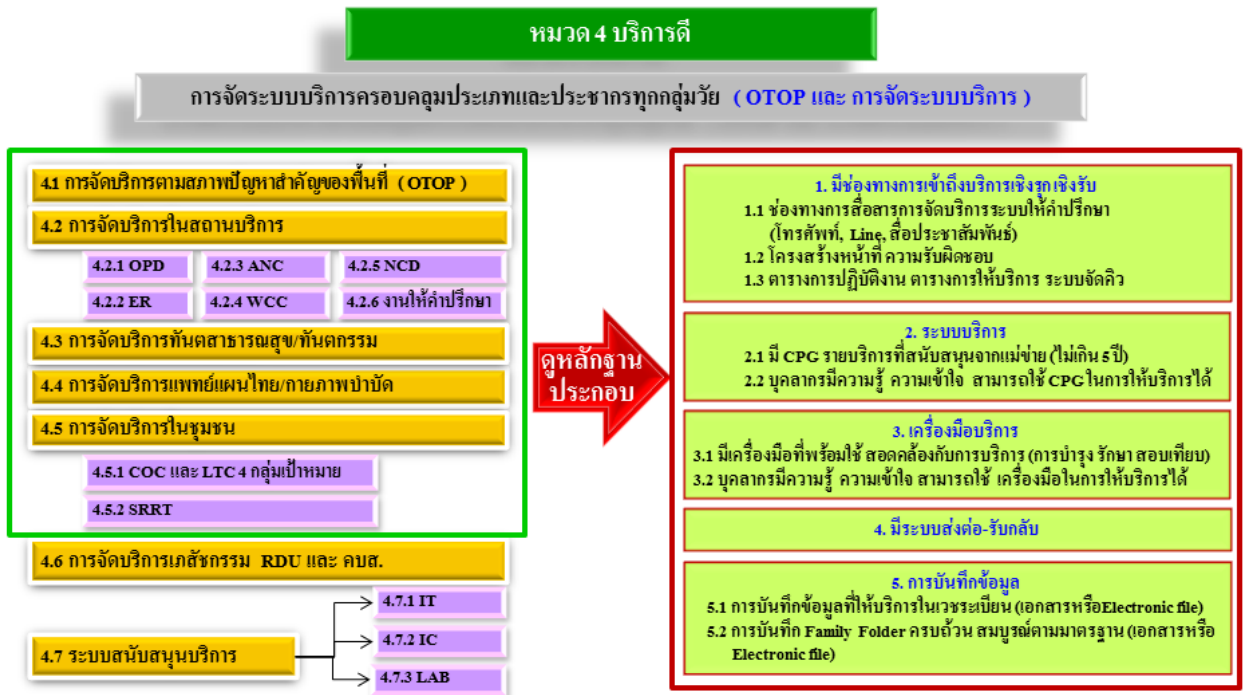 หมวด 4 บริการดี
การจัดระบบบริการครอบคลุมประเภทและประชากรทุกกลุ่มวัย ( OTOP และ การจัดระบบบริการ )
4.1 การจัดบริการตามสภาพปัญหาสำคัญของพื้นที่ ( OTOP )
4.2 การจัดบริการในสถานบริการ
4.2.1 OPD
4.2.3 ANC
4.2.5 NCD
4.2.2 ER
4.2.4 WCC
4.2.6 งานให้คำปรึกษา
4.3 การจัดบริการทันตสาธารณสุข/ทันตกรรม
4.4 การจัดบริการแพทย์แผนไทย/กายภาพบำบัด
4.5 การจัดบริการในชุมชน
4.5.1 COC และ LTC 4 กลุ่มเป้าหมาย
4.5.2 SRRT
4.6 การจัดบริการเภสัชกรรม RDU และ คบส.
4.7 ระบบสนับสนุนบริการ
4.7.1 IT
4.7.2 IC
4.7.3 LAB
ดูหลักฐาน
ประกอบ
1. มีช่องทางการเข้าถึงบริการเชิงรุกเชิงรับ
1.1 ช่องทางการสื่อสารการจัดบริการระบบให้คำปรึกษา
(โทรศัพท์, Line, สื่อประชาสัมพันธ์)
1.2 โครงสร้างหน้าที่ ความรับผิดชอบ
1.3 ตารางการปฏิบัติงาน ตารางการให้บริการ ระบบจัดคิว
2. ระบบบริการ
2.1 มี CPG รายบริการที่สนับสนุนจากแม่ข่าย (ไม่เกิน 5 ปี)
2.2 บุคลากรมีความรู้ ความเข้าใจ สามารถใช้ CPG ในการให้บริการได้
3. เครื่องมือบริการ
3.1 มีเครื่องมือที่พร้อมใช้ สอดคล้องกับการบริการ (การบำรุง รักษา สอบเทียบ)
3.2 บุคลากรมีความรู้ ความเข้าใจ สามารถใช้ เครื่องมือในการให้บริการได้
4. มีระบบส่งต่อ-รับกลับ
5. การบันทึกข้อมูล
5.1 การบันทึกข้อมูลที่ให้บริการในเวชระเบียน (เอกสารหรือElectronic file)
5.2 การบันทึก Family Folder ครบถ้วน สมบูรณ์ตามมาตรฐาน (เอกสารหรือ
Electronic file)